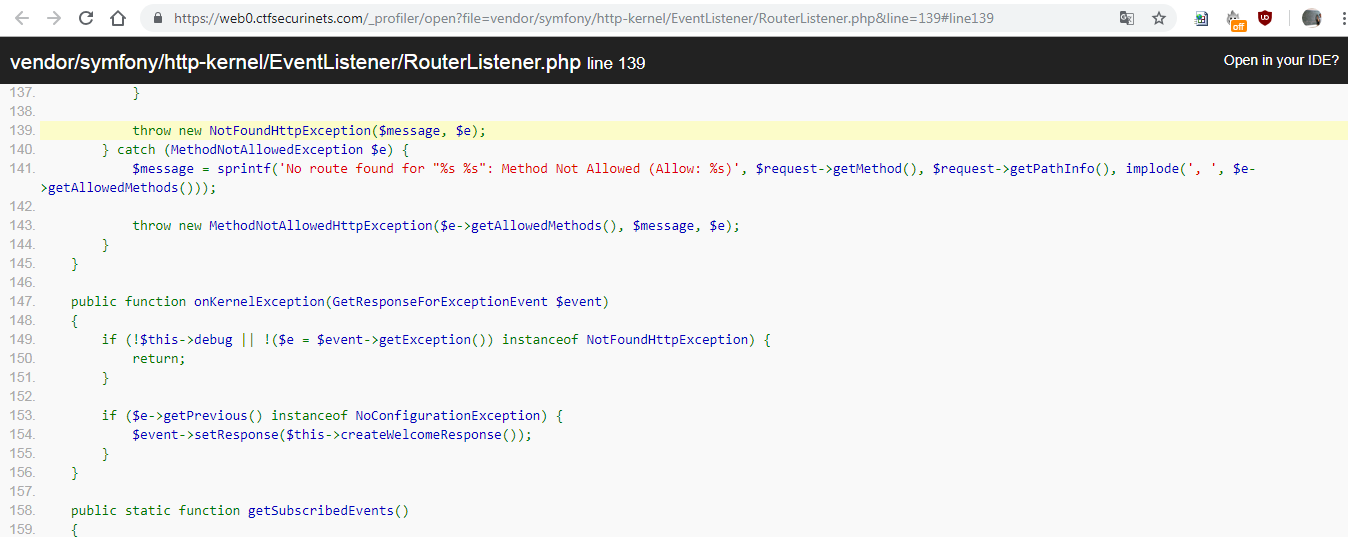 https://web0.ctfsecurinets.com/_profiler/open?file=vendor/symfony/http-kernel/EventListener/RouterListener.php&line=139#line139
off
vendor/symfony/http-kernel/EventListener/RouterListener.php line 139
Open in your IDE?
137. }
138.
139. throw new NotFoundHttpException($message, $e);
140. } catch (MethodNotAllowedException $e) {
141. $message = sprintf('No route found for "%s %s": Method Not Allowed (Allow: %s)', $request->getMethod(), $request->getPathInfo(), implode(', ', $e-
>getAllowedMethods()));
142.
143. throw new MethodNotAllowedHttpException($e->getAllowedMethods(), $message, $e);
144. }
145. }
146.
147. public function onKernelException(GetResponseForExceptionEvent $event)
148. {
149. if (!$this->debug || !($e = $event->getException()) instanceof NotFoundHttpException) {
150. return;
151. }
152.
153. if ($e->getPrevious() instanceof NoConfigurationException) {
154. $event->setResponse($this->createWelcomeResponse());
155. }
156. }
157.
158. public static function getSubscribedEvents()
159. {